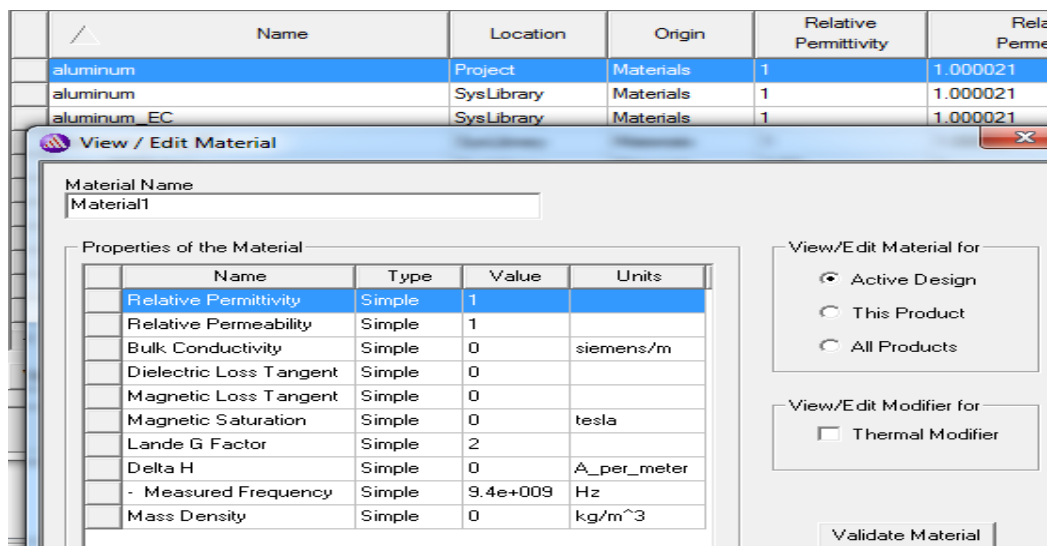 Name Location Origin Relative Permittivity Rela Perme
aluminum Project Materials 1 1.000021
aluminum SysLibrary Materials 1 1.000021
aluminum_EC SysLibrary Materials 1 1.000021
View / Edit Material
Material Name
Material1
Properties of the Material
Name Type Value Units
Relative Permittivity Simple 1
Relative Permeability Simple 1
Bulk Conductivity Simple 0 siemens/m
Dielectric Loss Tangent Simple 0
Magnetic Loss Tangent Simple 0
Magnetic Saturation Simple 0 tesla
Lande G Factor Simple 2
Delta H Simple 0 A_per_meter
- Measured Frequency Simple 9.4e+009 Hz
Mass Density Simple 0 kg/m^3
View/Edit Material for
Active Design
This Product
All Products
View/Edit Modifier for
Thermal Modifier
Validate Material